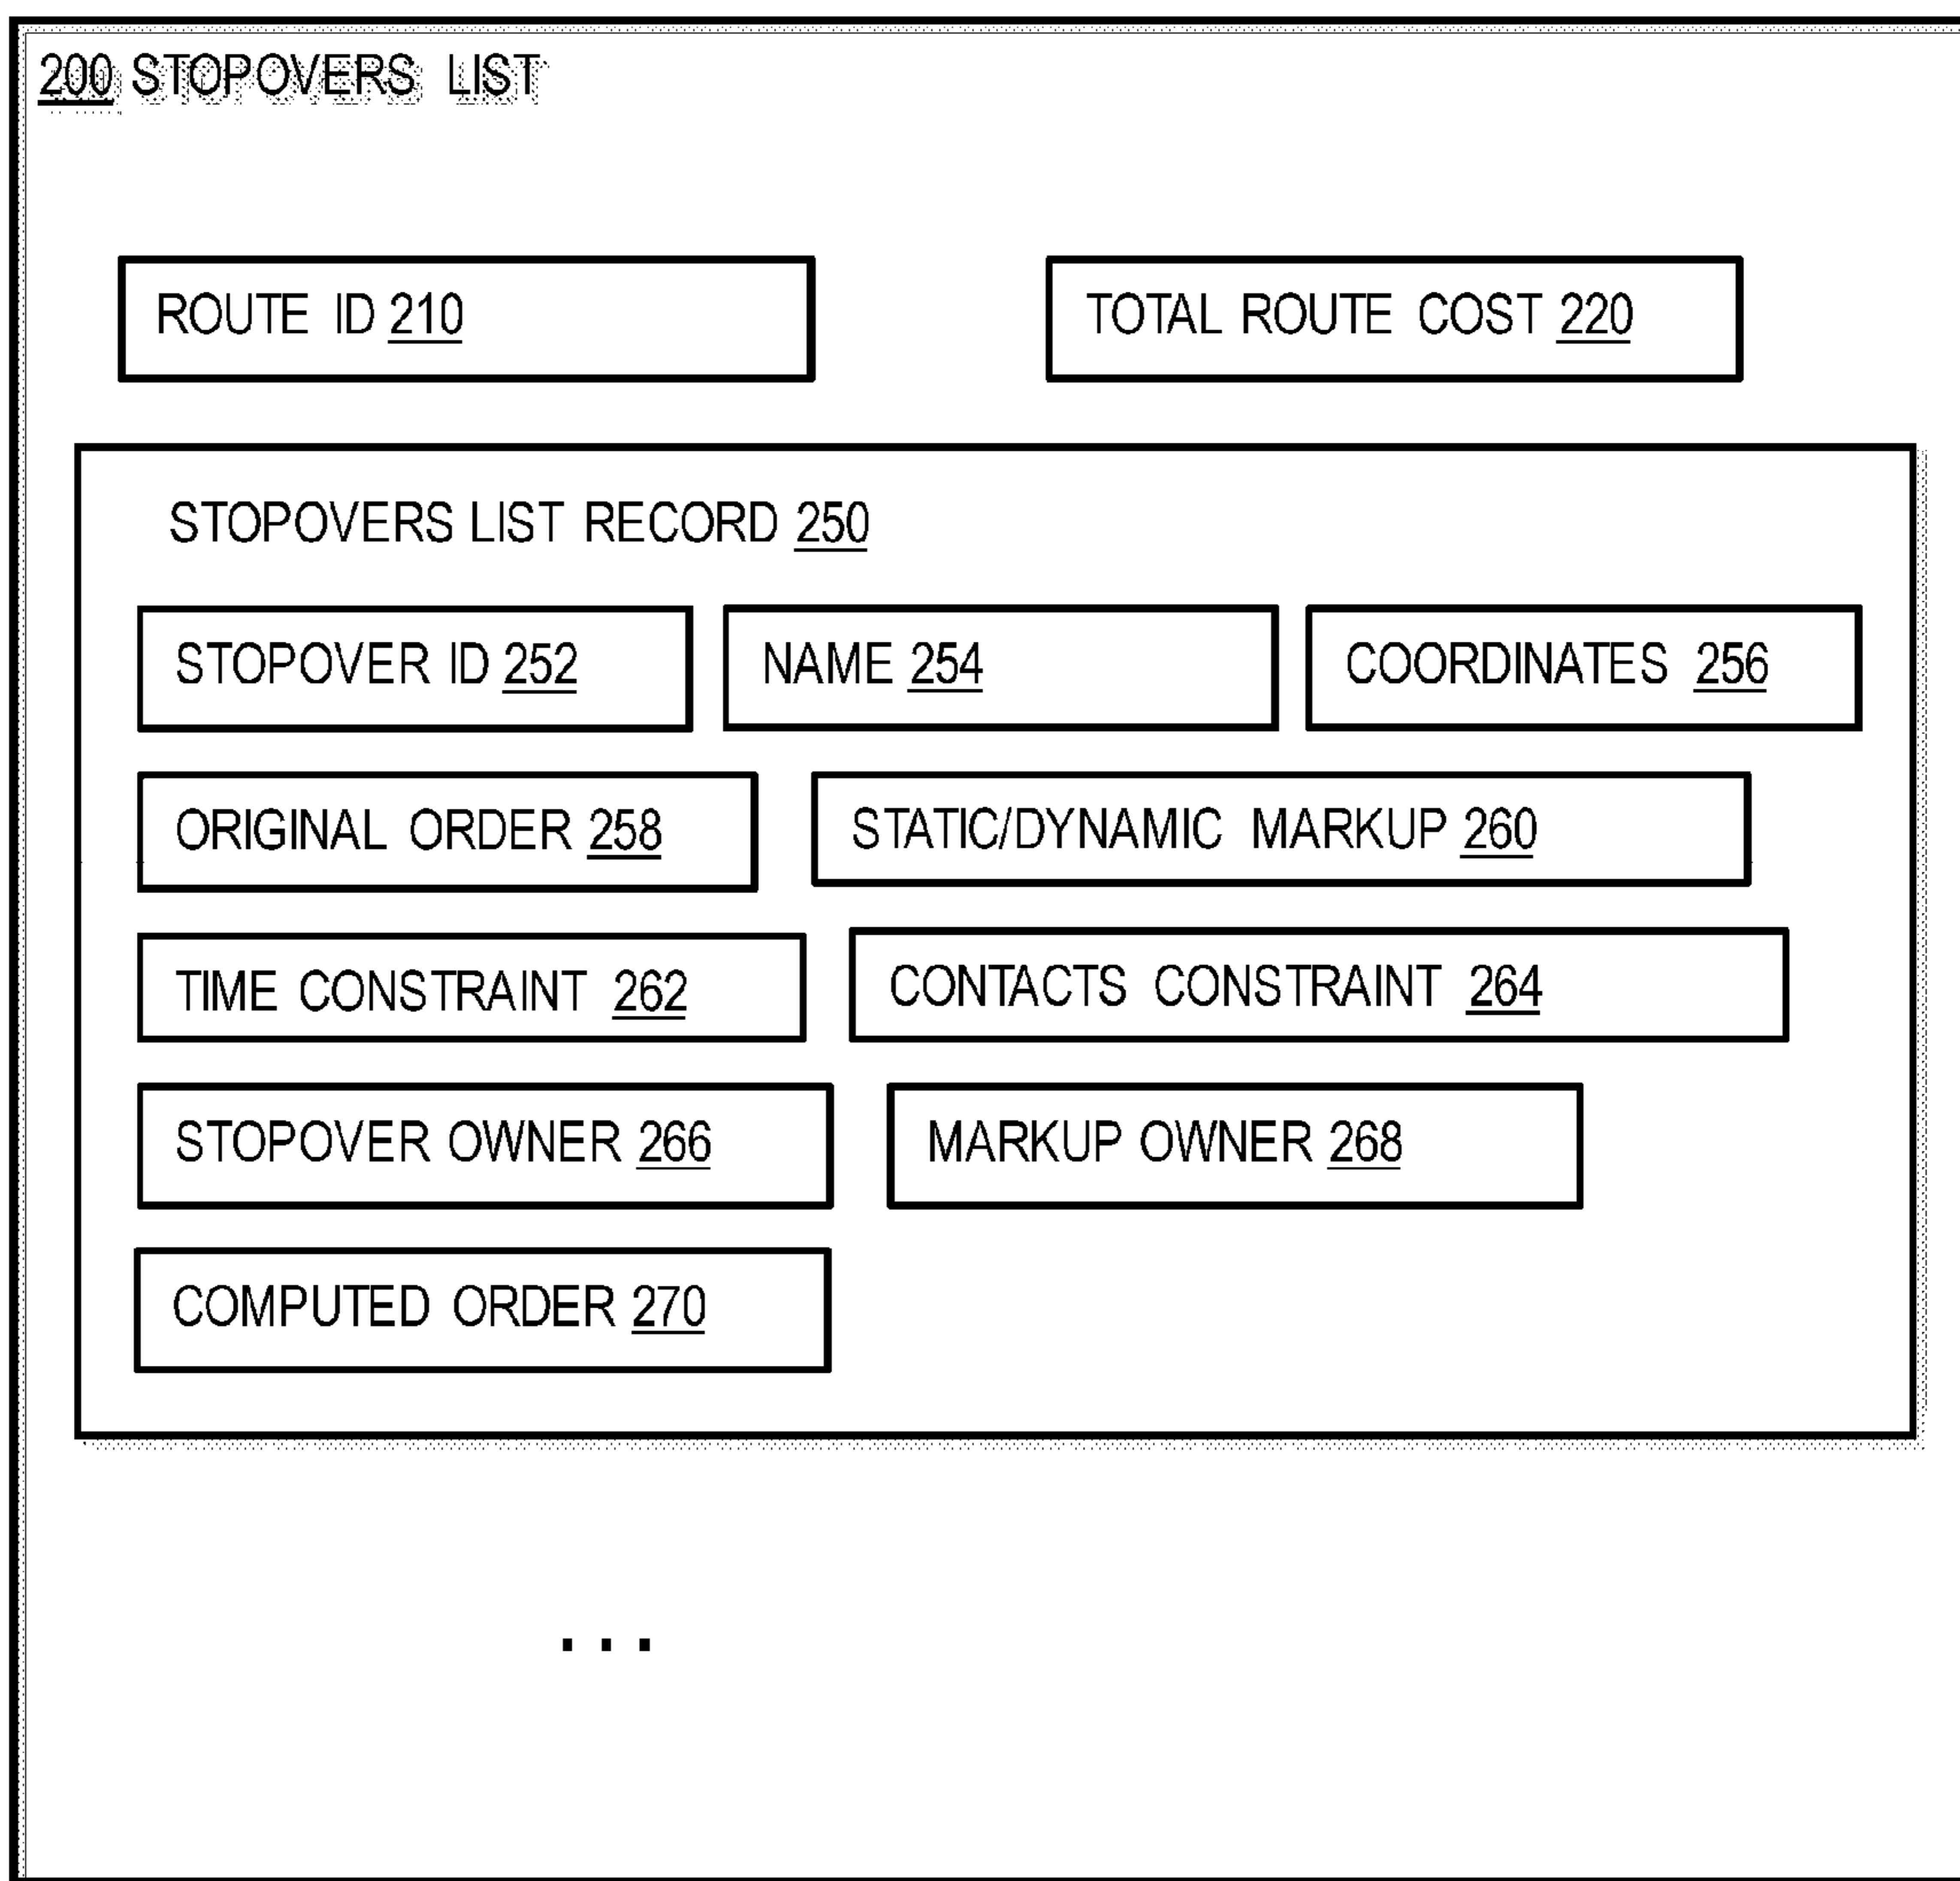 200 STOPOVERS LIST
ROUTE ID 210
TOTAL ROUTE COST 220
STOPOVERS LIST RECORD 250
STOPOVER ID 252
NAME 254
COORDINATES 256
ORIGINAL ORDER 258
STATIC/DYNAMIC MARKUP 260
TIME CONSTRAINT 262
CONTACTS CONSTRAINT 264
STOPOVER OWNER 266
MARKUP OWNER 268
COMPUTED ORDER 270
...